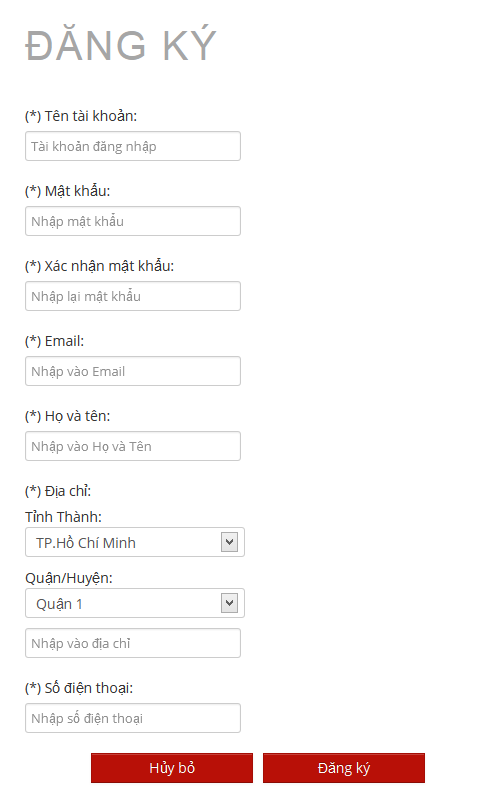 ĐĂNG KÝ
(*) Tên tài khoản:
Tài khoản đăng nhập
(*) Mật khẩu:
Nhập mật khẩu
(*) Xác nhận mật khẩu:
Nhập lại mật khẩu
(*) Email:
Nhập vào Email
(*) Họ và tên:
Nhập vào Họ và Tên
(*) Địa chỉ:
Tỉnh Thành:
TP.Hồ Chí Minh
Quận/Huyện:
Quận 1
Nhập vào địa chỉ
(*) Số điện thoại:
Nhập số điện thoại
Hủy bỏ Đăng ký